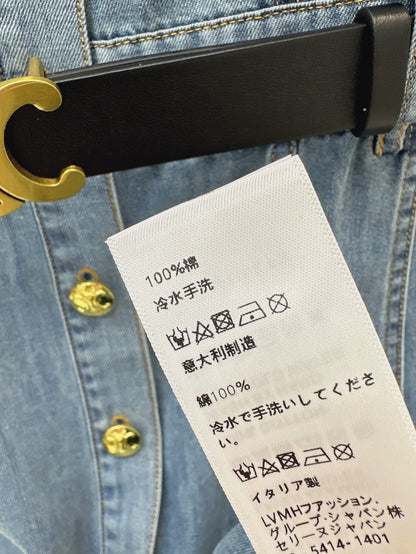 100%棉
冷水手洗
意大利制造
綿100%
冷水で手洗いしてくださ
い。
イタリア製
LVMHファッション.
グループ·ジャパン株
セリーヌジャパン
5414-1401